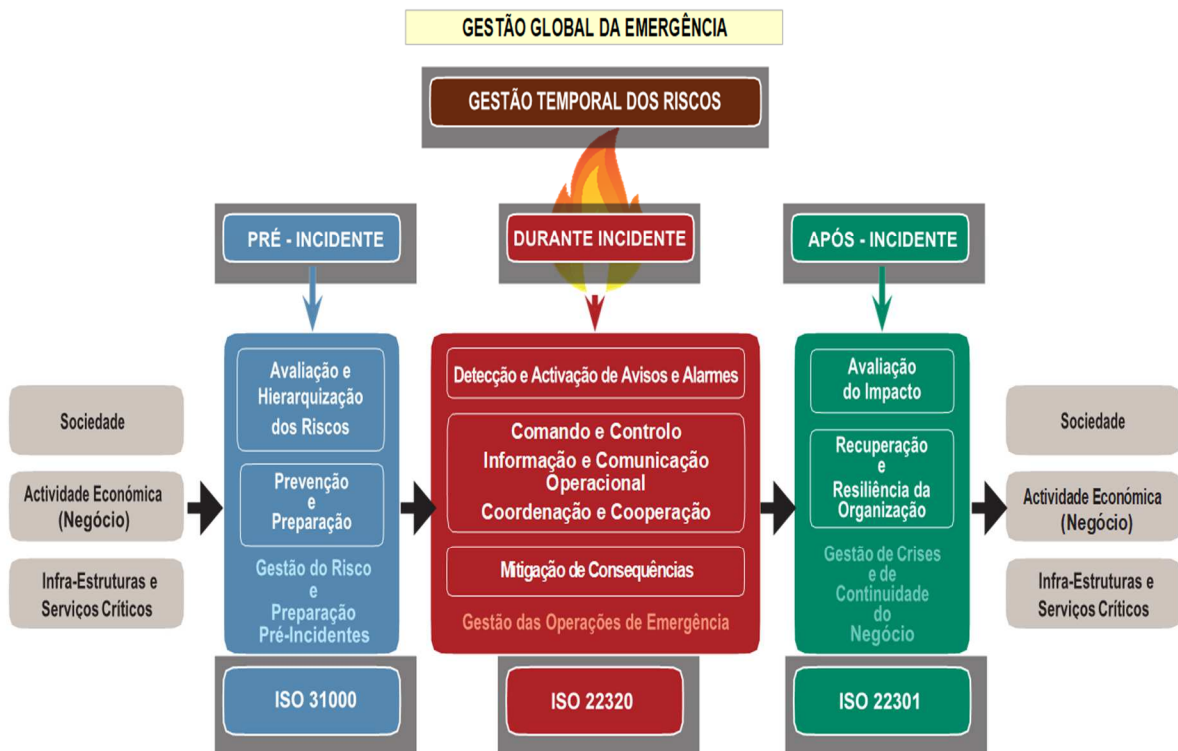 GESTÃO GLOBAL DA EMERGÊNCIA
GESTÃO TEMPORAL DOS RISCOS
PRÉ - INCIDENTE
DURANTE INCIDENTE
APÓS - INCIDENTE
Sociedade
Actividade Económica
(Negócio)
Infra-Estruturas e
Serviços Críticos
Avaliação e
Hierarquização
dos Riscos
Prevenção
e
Preparação
Gestão do Risco
e
Preparação
Pré-Incidentes
Detecção e Activação de Avisos e Alarmes
Comando e Controlo
Informação e Comunicação
Operacional
Coordenação e Cooperação
Mitigação de Consequências
Gestão das Operações de Emergência
Avaliação
do Impacto
Recuperação
e
Resiliência da
Organização
Gestão de Crises
e de
Continuidade
do
Negócio
Sociedade
Actividade Económica
(Negócio)
Infra-Estruturas e
Serviços Críticos
ISO 31000
ISO 22320
ISO 22301